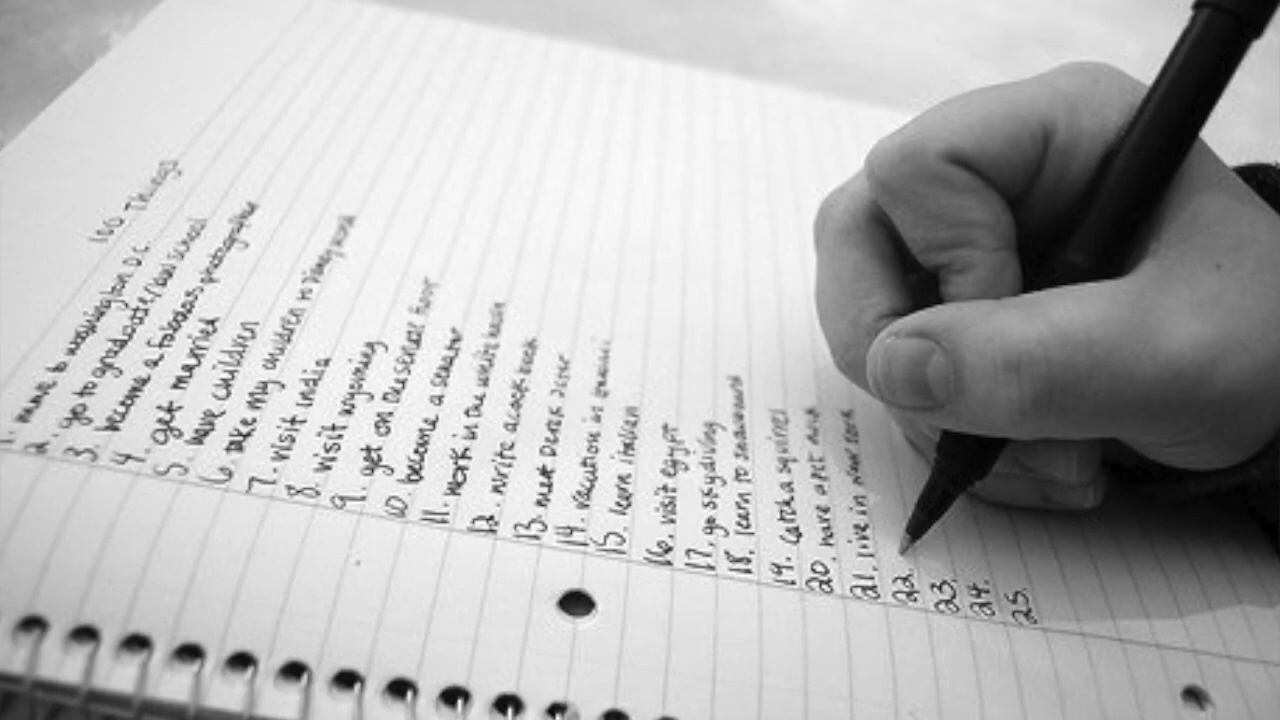 100 Things
1. move to washington D.C.
2. go to graduate/law school
3. become a fabulous photographer
4. get married
5. have children
6. take my children to Disney world
7. visit India
8. visit wyoming
9. get on the senate floor
10. become a senator
11. work in the white house
12. write a cook book
13. meet Derek Jeter
14. vacation in
15. learn italian
16. visit Egypt
17. go skydiving
18. learn to
19. catch a squirrel
20. have a pet
21. live in new york
22.
23.
24.
25.